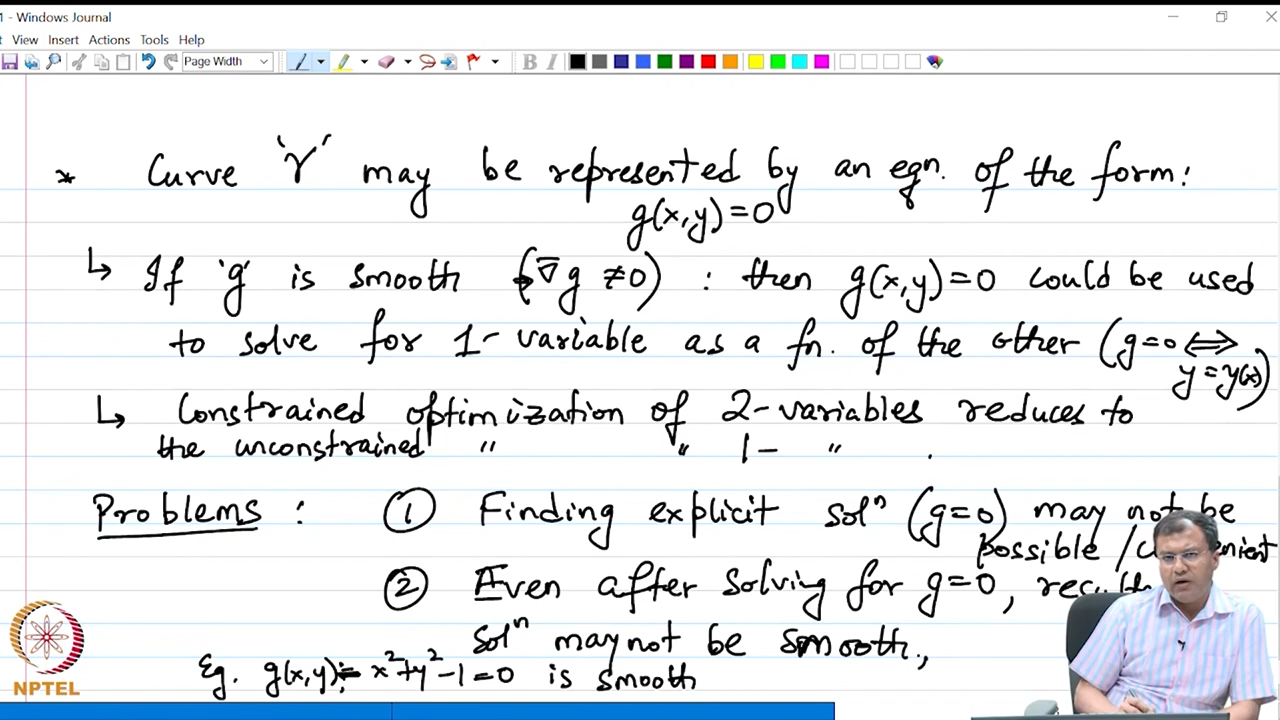 1 - Windows Journal
View Insert Actions Tools Help
Page Width
* Curve 'γ' may be represented by an eqn. of the form:
g(x,y)=0
↳ If 'g' is smooth (∇g ≠0) : then g(x,y)=0 could be used
to solve for 1-variable as a fn. of the other (g=0 ⇔
y=y(x))
↳ Constrained optimization of 2-variables reduces to
the unconstrained " " 1- " .
Problems : ① Finding explicit solⁿ (g=0) may not be
possible /
② Even after solving for g=0,
solⁿ may not be smooth.,
Eg. g(x,y):= x²+y²-1=0 is smooth
NPTEL